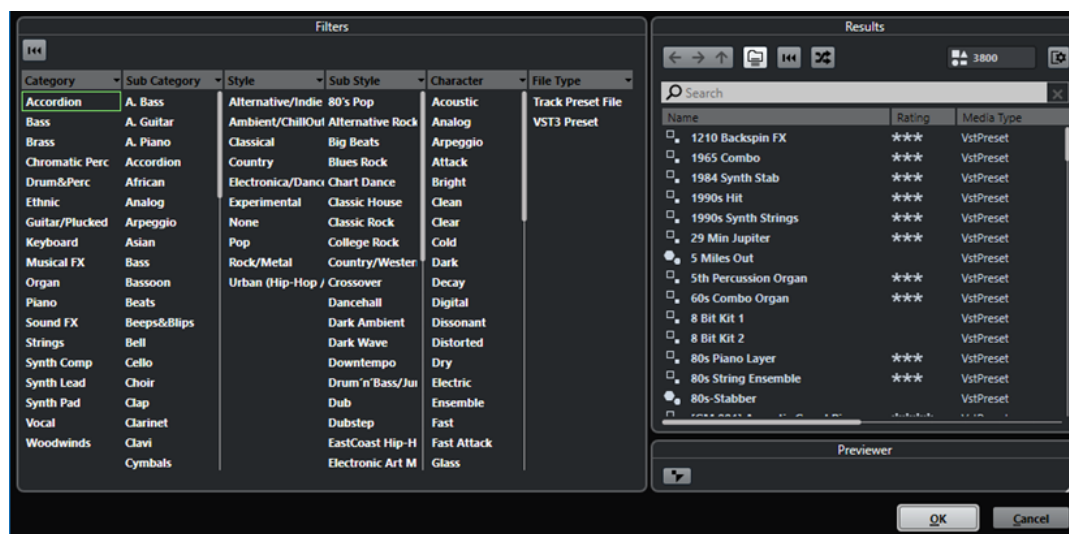 Filters
Category Sub Category Style Sub Style Character File Type
Accordion A. Bass Alternative/Indie 80's Pop Acoustic Track Preset File
Bass A. Guitar Ambient/ChillOut Alternative Rock Analog VST3 Preset
Brass A. Piano Classical Big Beats Arpeggio
Chromatic Perc Accordion Country Blues Rock Attack
Drum&Perc African Electronica/Danc Chart Dance Bright
Ethnic Analog Experimental Classic House Clean
Guitar/Plucked Arpeggio None Classic Rock Clear
Keyboard Asian Pop College Rock Cold
Musical FX Bass Rock/Metal Country/Wester Dark
Organ Bassoon Urban (Hip-Hop / Crossover Decay
Piano Beats Dancehall Digital
Sound FX Beeps&Blips Dark Ambient Dissonant
Strings Bell Dark Wave Distorted
Synth Comp Cello Downtempo Dry
Synth Lead Choir Drum´n´Bass/Ju Electric
Synth Pad Clap Dub Ensemble
Vocal Clarinet Dubstep Fast
Woodwinds Clavi EastCoast Hip-H Fast Attack
Cymbals Electronic Art M Glass
Results
3800
Search
Name Rating Media Type
1210 Backspin FX *** VstPreset
1965 Combo *** VstPreset
1984 Synth Stab *** VstPreset
1990s Hit *** VstPreset
1990s Synth Strings *** VstPreset
29 Min Jupiter *** VstPreset
5 Miles Out VstPreset
5th Percussion Organ *** VstPreset
60s Combo Organ *** VstPreset
8 Bit Kit 1 VstPreset
8 Bit Kit 2 VstPreset
80s Piano Layer *** VstPreset
80s String Ensemble *** VstPreset
80s-Stabber VstPreset
Previewer
OK Cancel